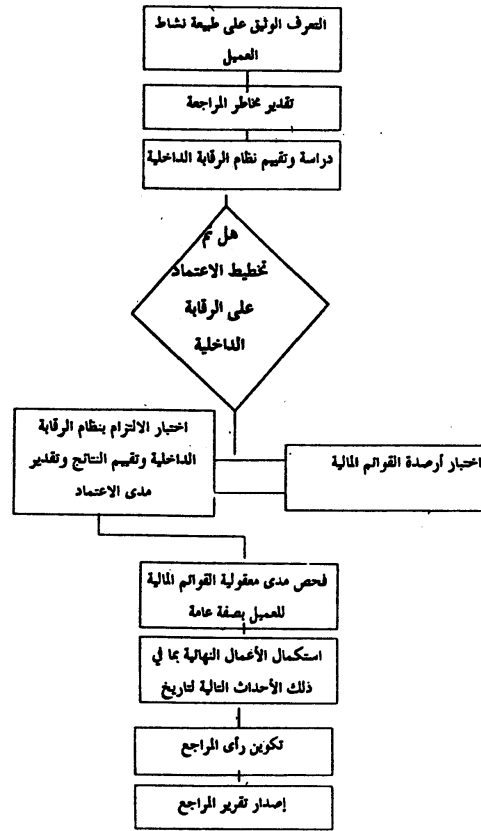 التعرف الوثيق على طبيعة نشاط
العميل
تقدير مخاطر المراجعة
دراسة وتقييم نظام الرقابة الداخلية
هل تم
تخطيط الاعتماد
على الرقابة
الداخلية
اختبار الالتزام بنظام الرقابة
الداخلية وتقييم النتائج وتقدير
مدى الاعتماد
اختبار أرصدة القوائم المالية
فحص مدى معقولية القوائم المالية
للعميل بصفة عامة
استكمال الأعمال النهائية بما في
ذلك الأحداث التالية لتاريخ
تكوين رأى المراجع
إصدار تقرير المراجع